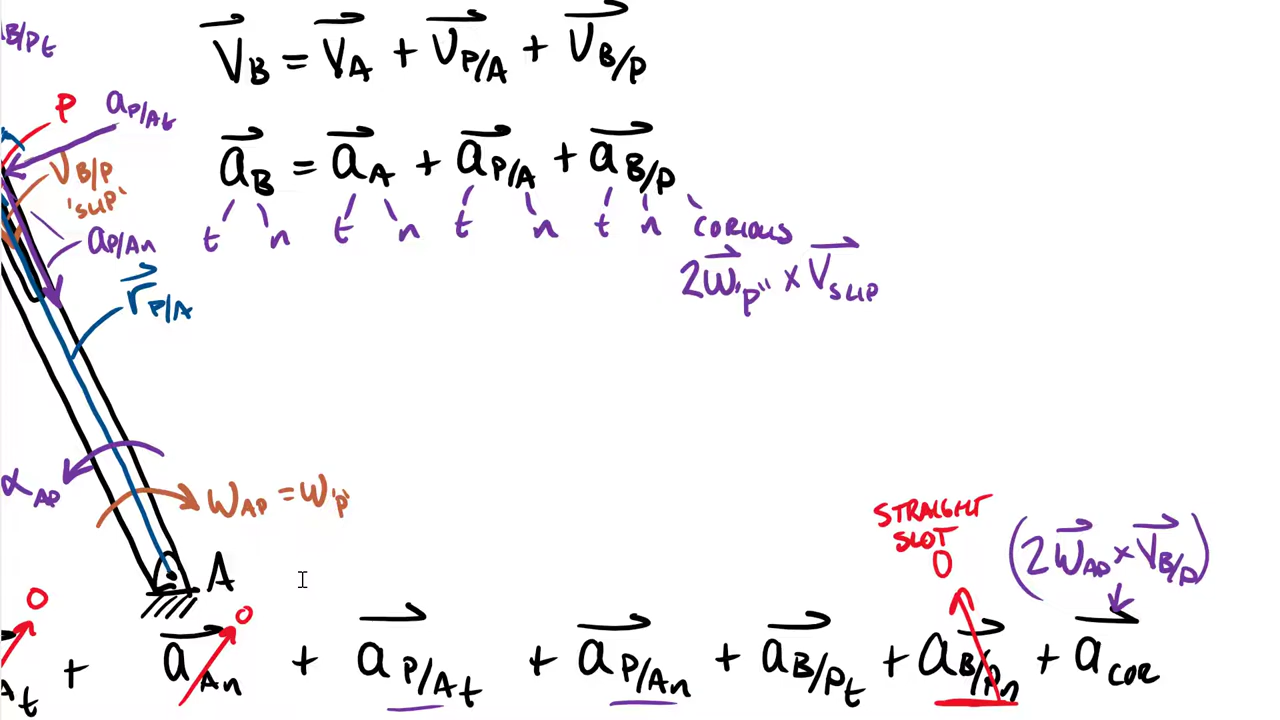 B/Pt
V_B = V_A + V_P/A + V_B/P
P
a_P/At
a_B = a_A + a_P/A + a_B/P
V_B/P
'SLIP'
t n t n t n t n CORIOLIS
a_P/An
2ω_'P' × V_SLIP
r_P/A
α_AP
ω_AP = ω_'P'
STRAIGHT
SLOT
(2ω_AP × V_B/P)
0
A
0 0
A_t + a_An + a_P/At + a_P/An + a_B/Pt + a_B/Pn + a_COR